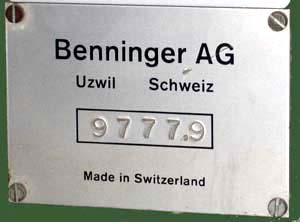 Benninger AG
Uzwil Schweiz
9777.9
Made in Switzerland